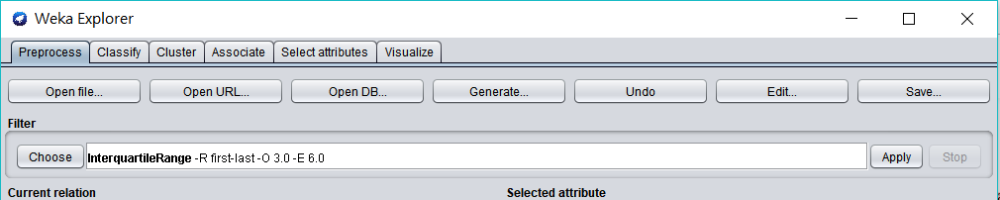 Weka Explorer
Preprocess Classify Cluster Associate Select attributes Visualize
Open file... Open URL... Open DB... Generate... Undo Edit... Save...
Filter
Choose InterquartileRange -R first-last -O 3.0 -E 6.0 Apply Stop
Current relation Selected attribute